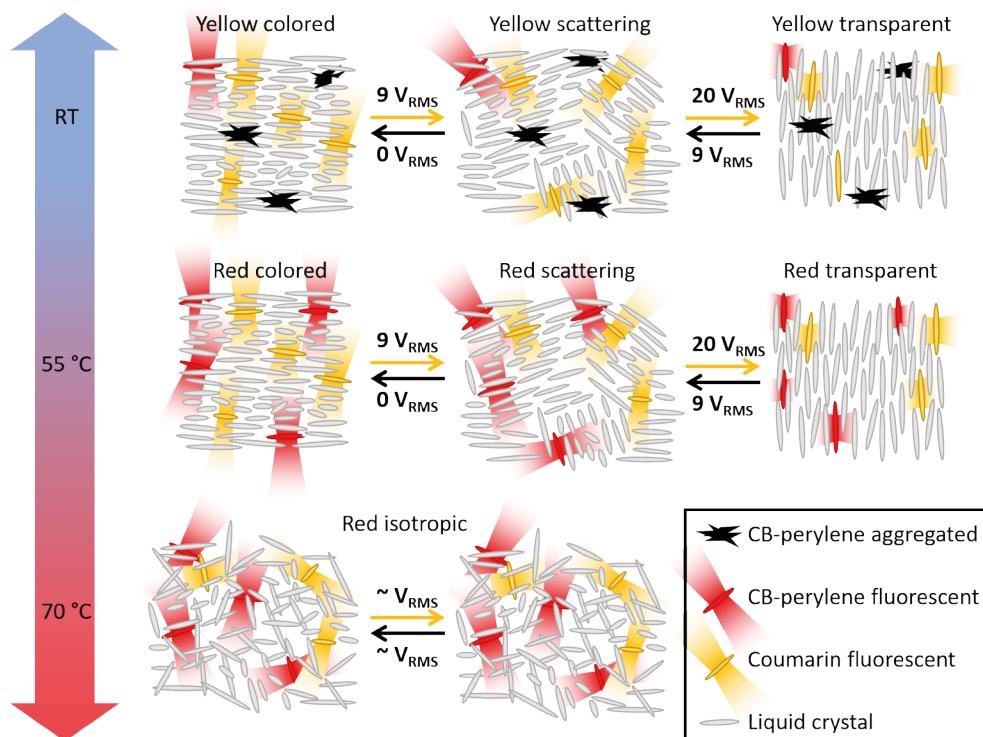 Yellow colored
Yellow scattering
Yellow transparent
RT
9 VRMS
0 VRMS
20 VRMS
9 VRMS
Red colored
Red scattering
Red transparent
55 °C
9 VRMS
0 VRMS
20 VRMS
9 VRMS
Red isotropic
70 °C
~ VRMS
~ VRMS
CB-perylene aggregated
CB-perylene fluorescent
Coumarin fluorescent
Liquid crystal